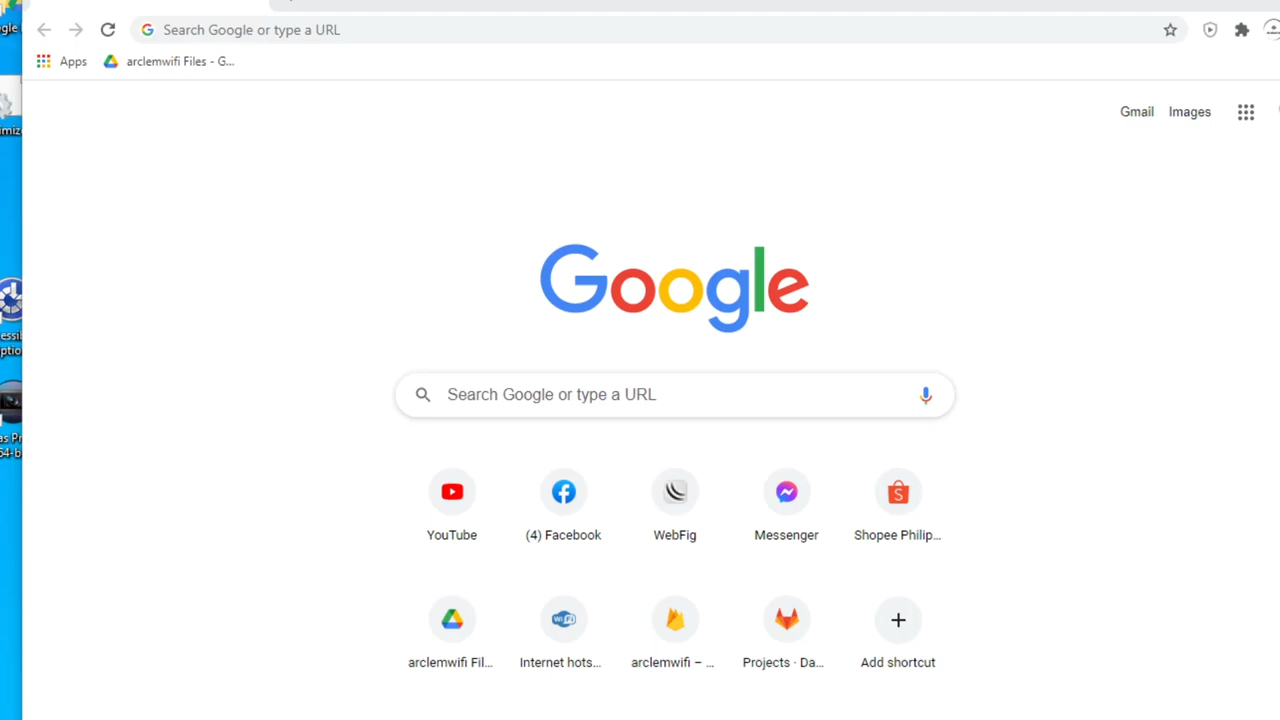 Search Google or type a URL
Apps
arclemwifi Files - G...
Gmail
Images
Google
Search Google or type a URL
YouTube
(4) Facebook
WebFig
Messenger
Shopee Philip...
arclemwifi Fil...
Internet hots...
arclemwifi – ...
Projects · Da...
Add shortcut